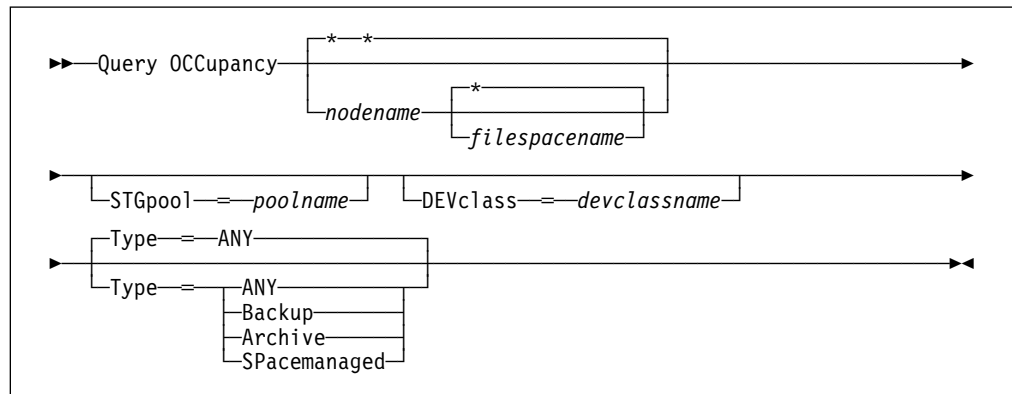 * *
Query OCCupancy
*
nodename
filespacename
STGpool = poolname DEVclass = devclassname
Type = ANY
Type = ANY
Backup
Archive
SPacemanaged